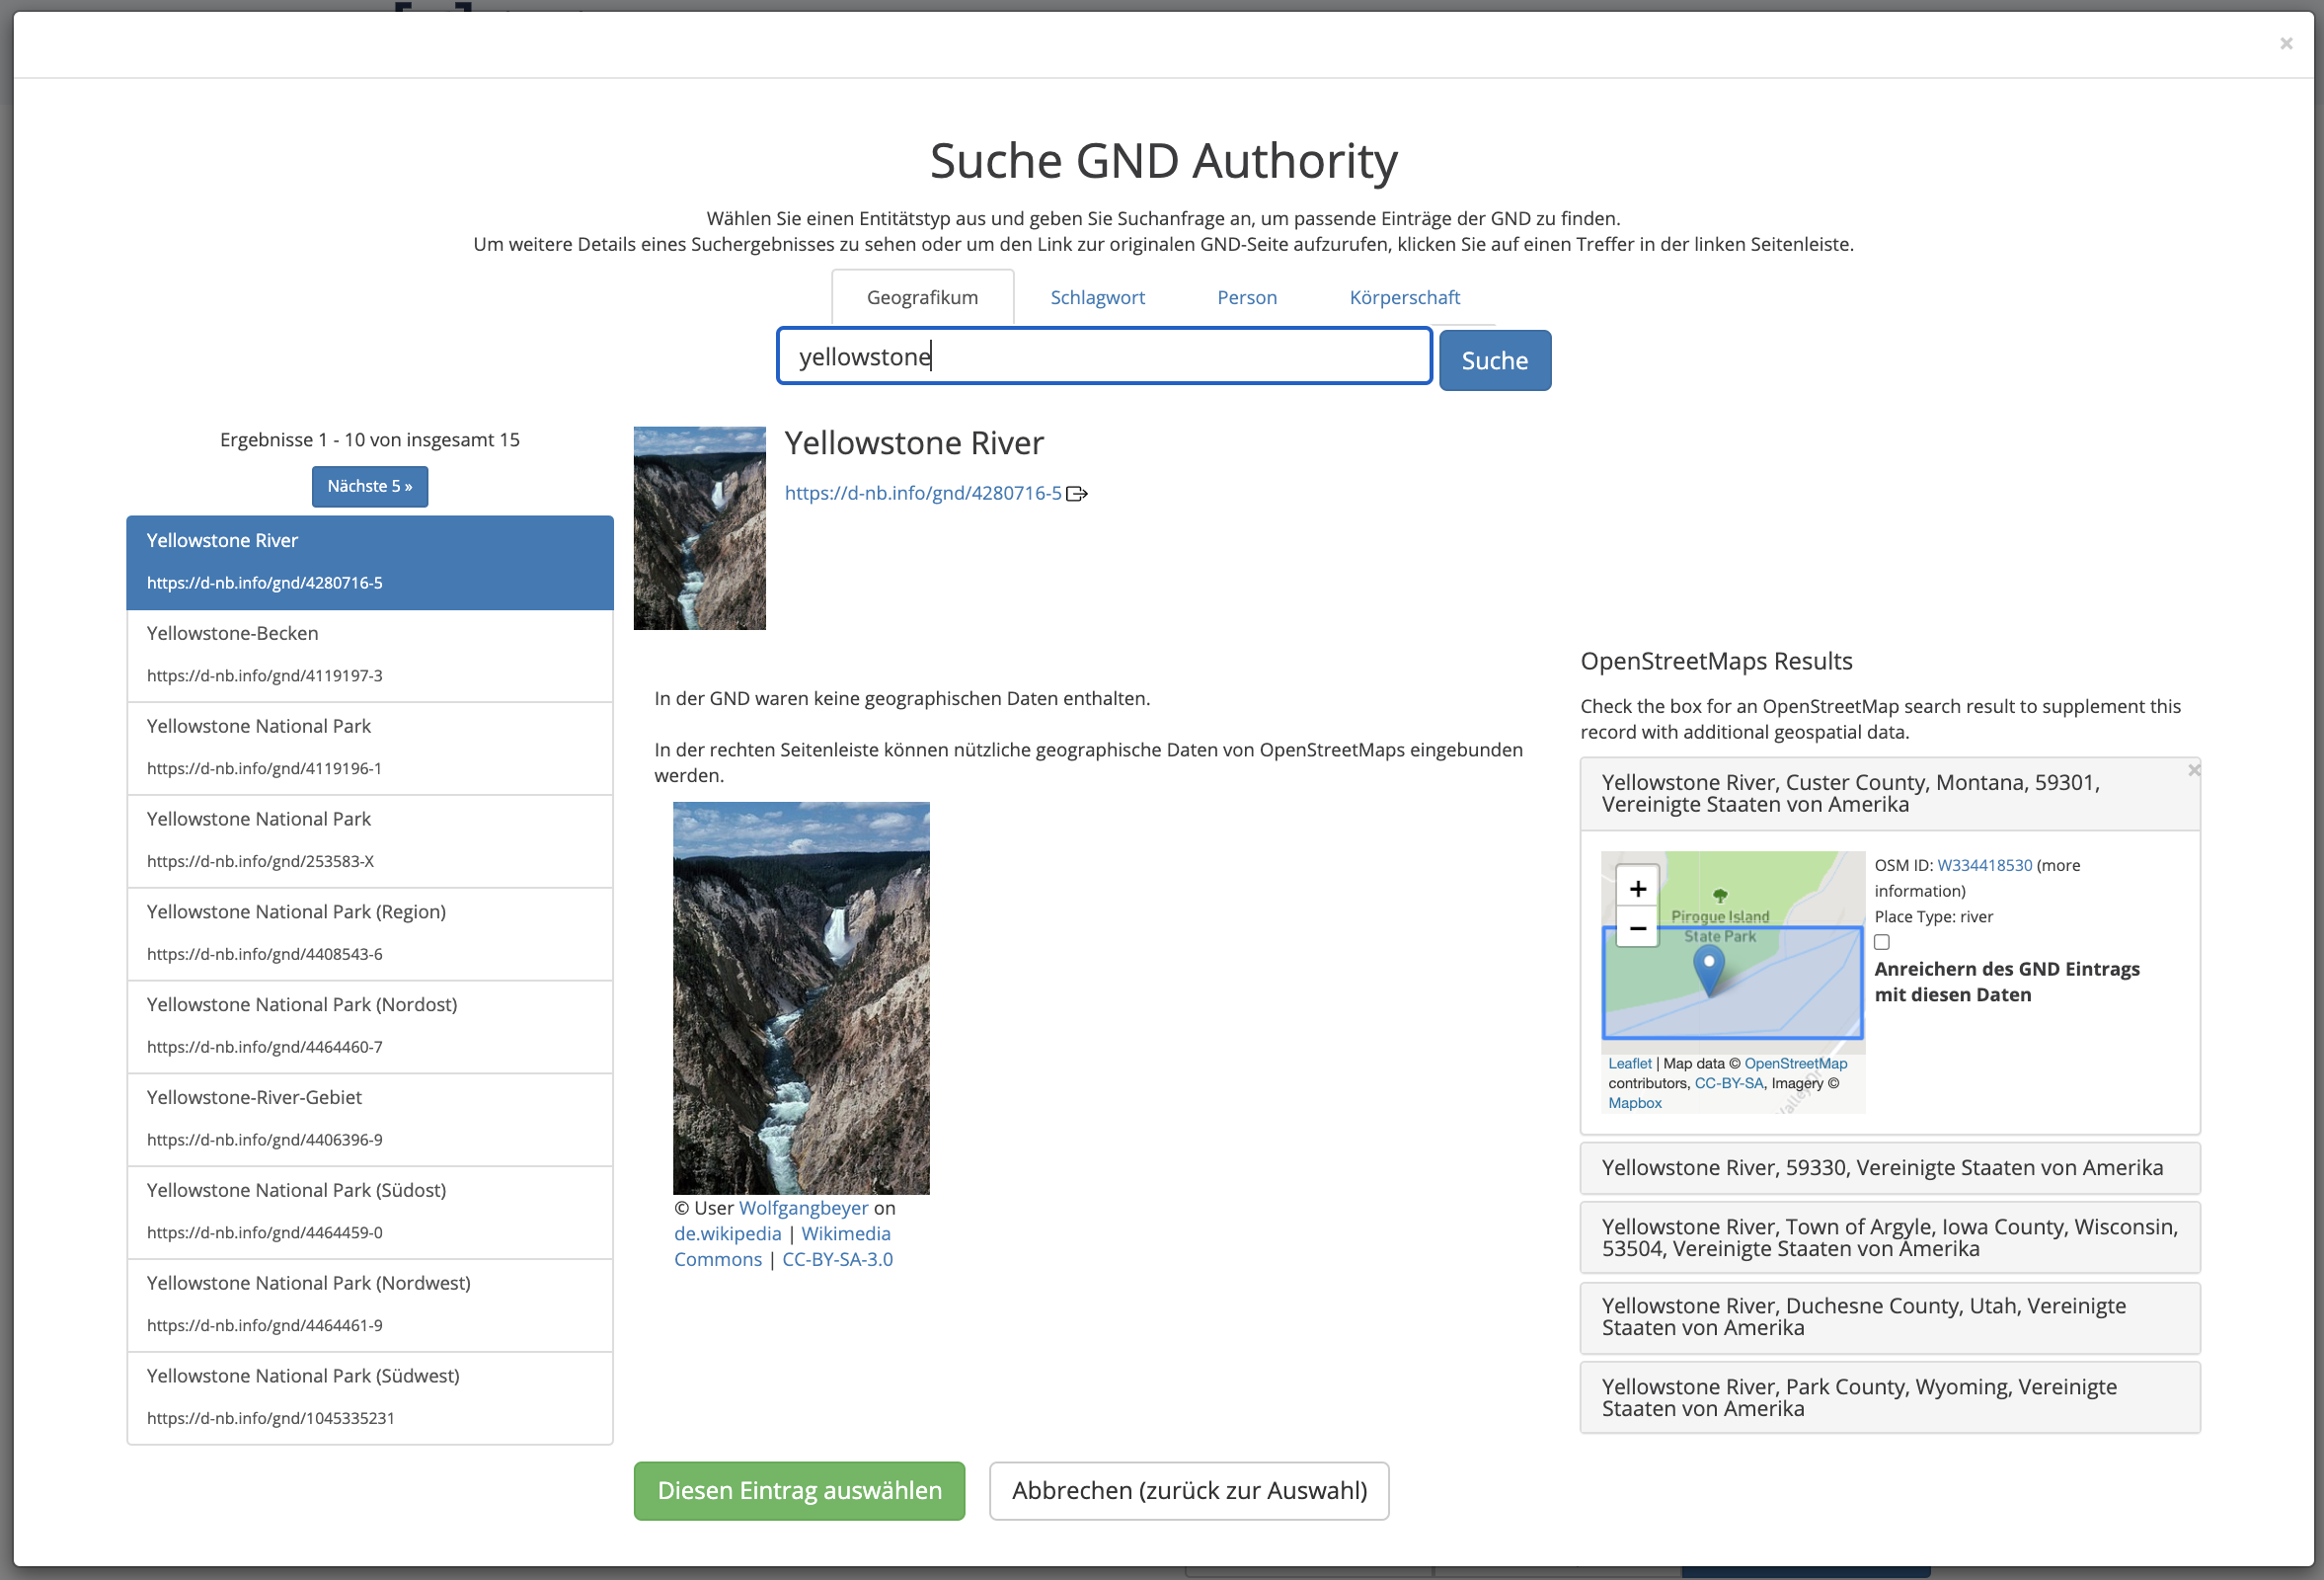 ×
Suche GND Authority
Wählen Sie einen Entitätstyp aus und geben Sie Suchanfrage an, um passende Einträge der GND zu finden.
Um weitere Details eines Suchergebnisses zu sehen oder um den Link zur originalen GND-Seite aufzurufen, klicken Sie auf einen Treffer in der linken Seitenleiste.
Geografikum Schlagwort Person Körperschaft
yellowstone Suche
Ergebnisse 1 - 10 von insgesamt 15
Nächste 5 »
Yellowstone River
https://d-nb.info/gnd/4280716-5
Yellowstone-Becken
https://d-nb.info/gnd/4119197-3
Yellowstone National Park
https://d-nb.info/gnd/4119196-1
Yellowstone National Park
https://d-nb.info/gnd/253583-X
Yellowstone National Park (Region)
https://d-nb.info/gnd/4408543-6
Yellowstone National Park (Nordost)
https://d-nb.info/gnd/4464460-7
Yellowstone-River-Gebiet
https://d-nb.info/gnd/4406396-9
Yellowstone National Park (Südost)
https://d-nb.info/gnd/4464459-0
Yellowstone National Park (Nordwest)
https://d-nb.info/gnd/4464461-9
Yellowstone National Park (Südwest)
https://d-nb.info/gnd/1045335231
Yellowstone River
https://d-nb.info/gnd/4280716-5
In der GND waren keine geographischen Daten enthalten.
In der rechten Seitenleiste können nützliche geographische Daten von OpenStreetMaps eingebunden
werden.
© User Wolfgangbeyer on
de.wikipedia | Wikimedia
Commons | CC-BY-SA-3.0
OpenStreetMaps Results
Check the box for an OpenStreetMap search result to supplement this
record with additional geospatial data.
×
Yellowstone River, Custer County, Montana, 59301,
Vereinigte Staaten von Amerika
+
−
Pirogue Island
State Park
Leaflet | Map data © OpenStreetMap
contributors, CC-BY-SA, Imagery ©
Mapbox
OSM ID: W334418530 (more
information)
Place Type: river
Anreichern des GND Eintrags
mit diesen Daten
Yellowstone River, 59330, Vereinigte Staaten von Amerika
Yellowstone River, Town of Argyle, Iowa County, Wisconsin,
53504, Vereinigte Staaten von Amerika
Yellowstone River, Duchesne County, Utah, Vereinigte
Staaten von Amerika
Yellowstone River, Park County, Wyoming, Vereinigte
Staaten von Amerika
Diesen Eintrag auswählen Abbrechen (zurück zur Auswahl)